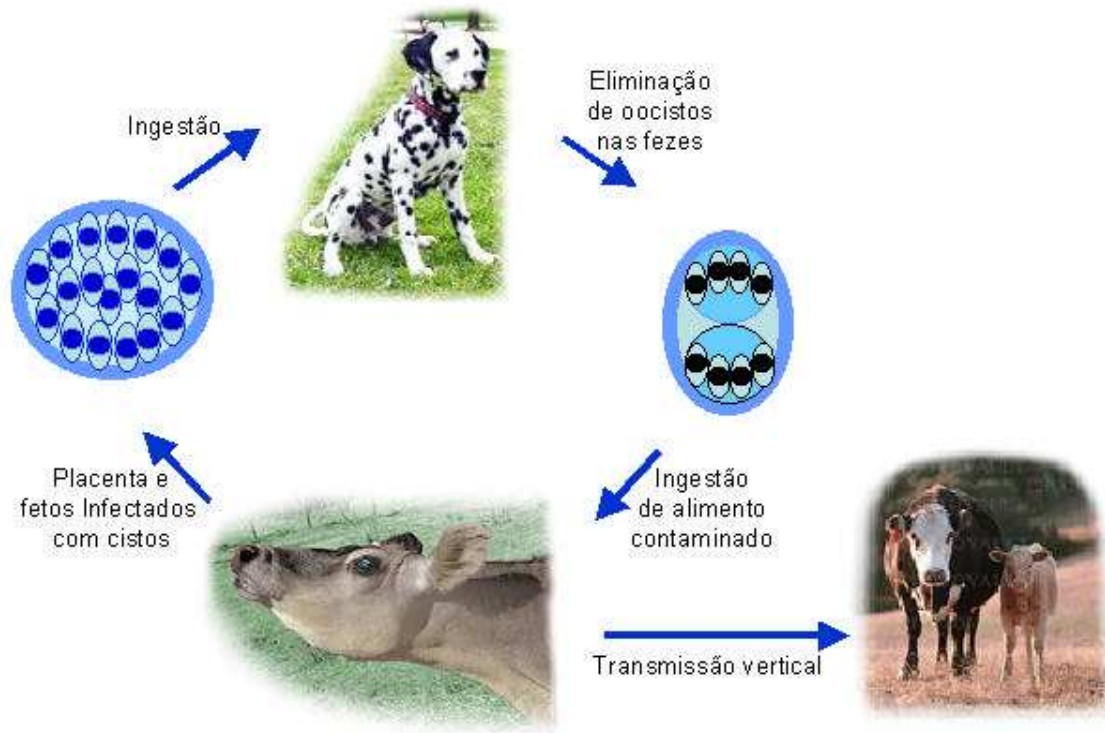 Ingestão
Eliminação
de oocistos
nas fezes
Placenta e
fetos Infectados
com cistos
Ingestão
de alimento
contaminado
Transmissão vertical